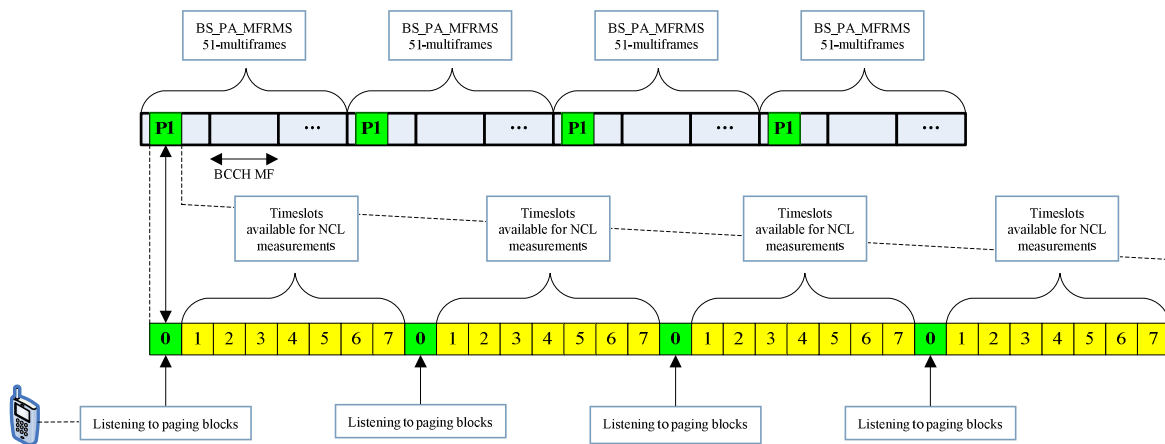 BS_PA_MFRMS
51-multiframes
BS_PA_MFRMS
51-multiframes
BS_PA_MFRMS
51-multiframes
BS_PA_MFRMS
51-multiframes
P1 ... P1 ... P1 ... P1 ...
BCCH MF
Timeslots
available for NCL
measurements
Timeslots
available for NCL
measurements
Timeslots
available for NCL
measurements
Timeslots
available for NCL
measurements
0 1 2 3 4 5 6 7 0 1 2 3 4 5 6 7 0 1 2 3 4 5 6 7 0 1 2 3 4 5 6 7
Listening to paging blocks
Listening to paging blocks
Listening to paging blocks
Listening to paging blocks